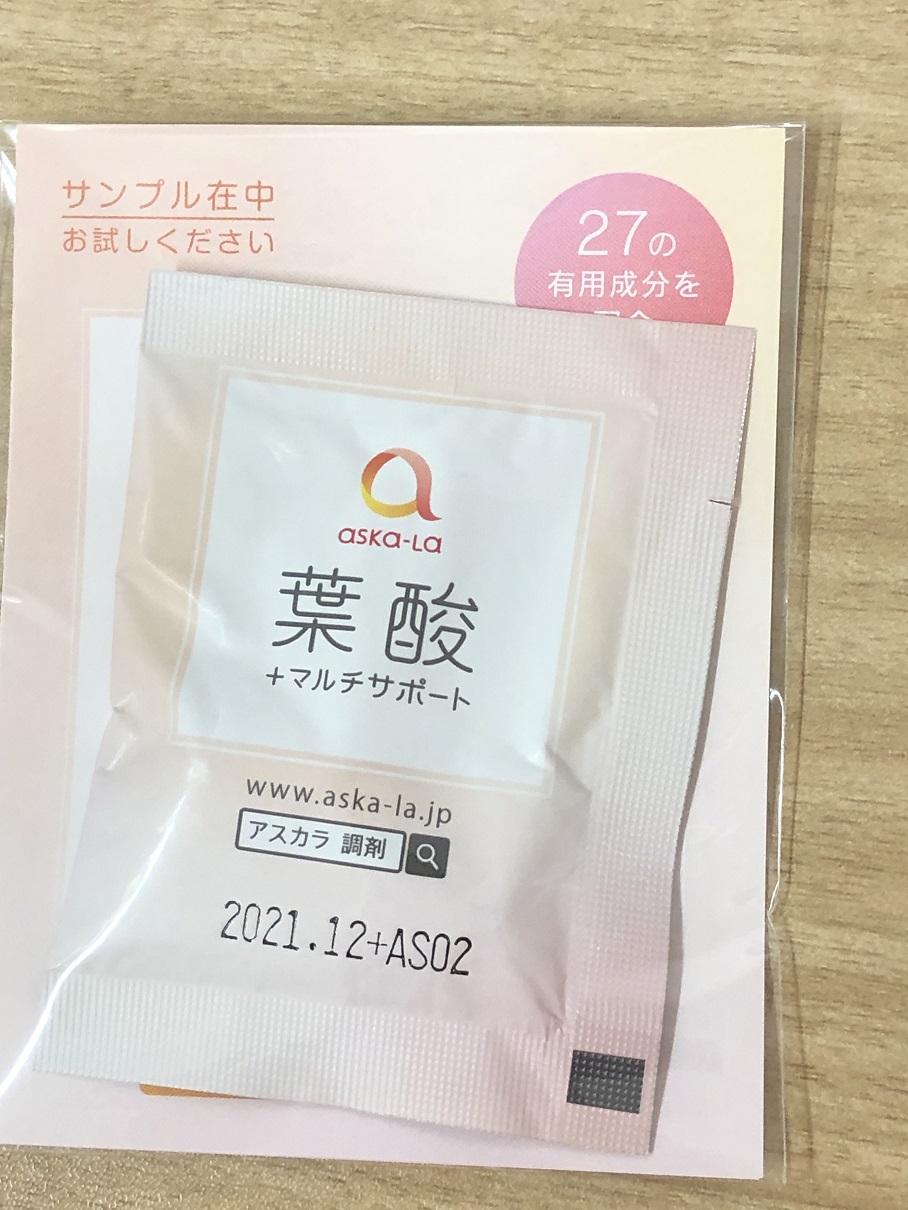 サンプル在中
お試しください
27の
有用成分を
aska-La
葉酸
+マルチサポート
www.aska-la.jp
アスカラ 調剤
2021.12+AS02